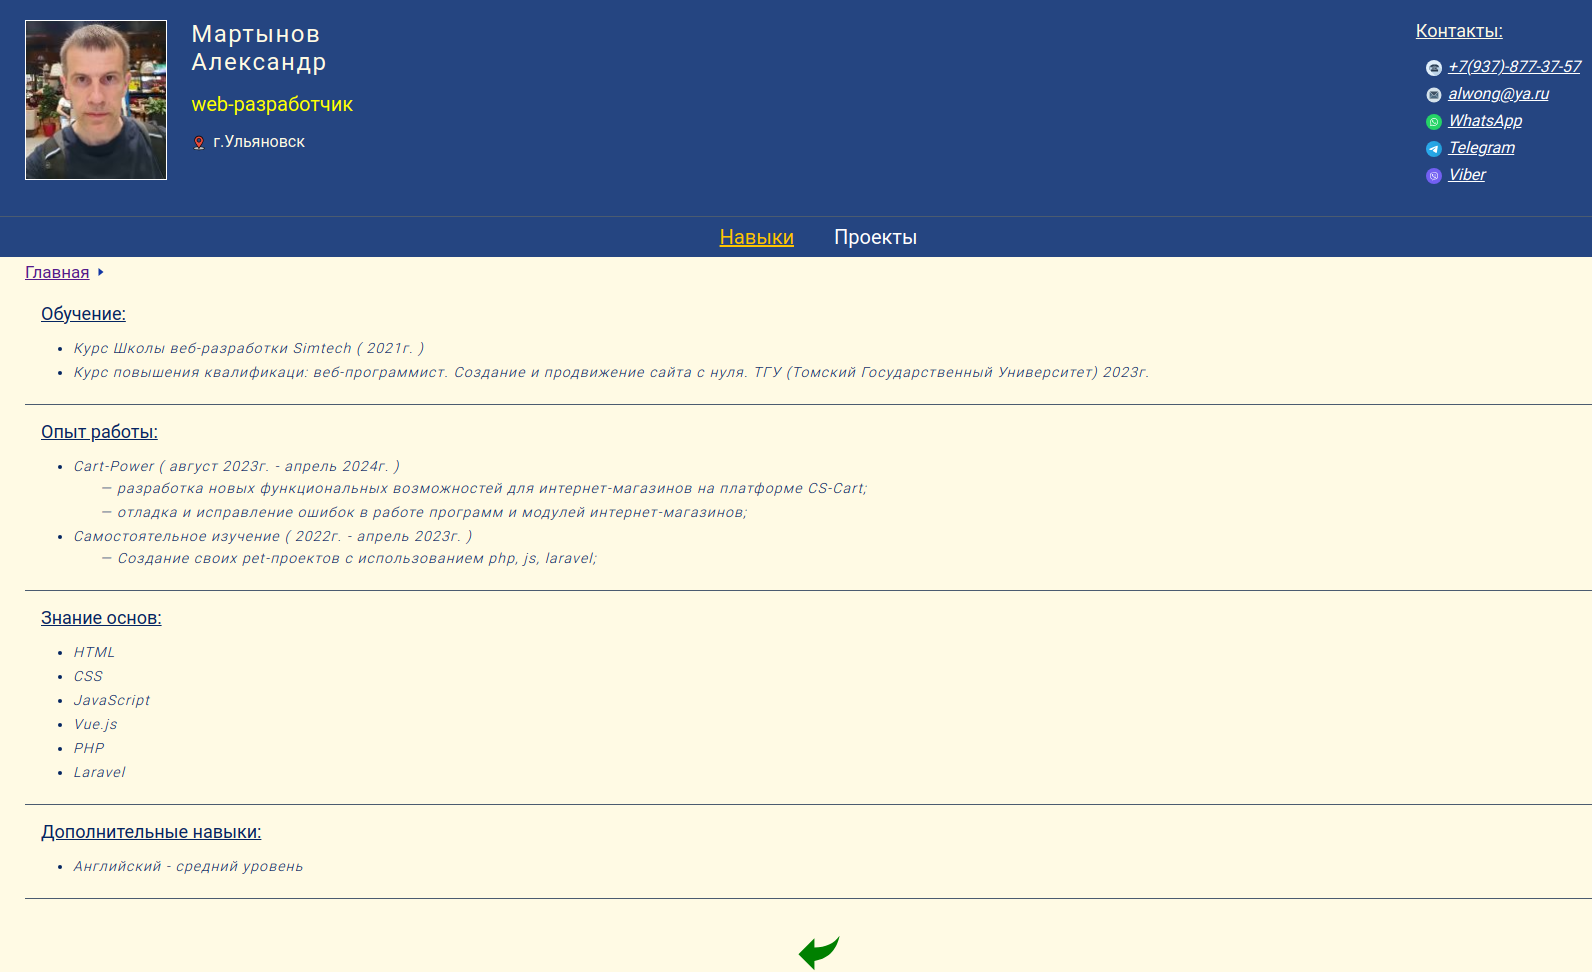 Мартынов
Александр
web-разработчик
г.Ульяновск
Контакты:
+7(937)-877-37-57
alwong@ya.ru
WhatsApp
Telegram
Viber
Навыки Проекты
Главная
Обучение:
Курс Школы веб-разработки Simtech ( 2021г. )
Курс повышения квалификаци: веб-программист. Создание и продвижение сайта с нуля. ТГУ (Томский Государственный Университет) 2023г.
Опыт работы:
Cart-Power ( август 2023г. - апрель 2024г. )
— разработка новых функциональных возможностей для интернет-магазинов на платформе CS-Cart;
— отладка и исправление ошибок в работе программ и модулей интернет-магазинов;
Самостоятельное изучение ( 2022г. - апрель 2023г. )
— Создание своих pet-проектов с использованием php, js, laravel;
Знание основ:
HTML
CSS
JavaScript
Vue.js
PHP
Laravel
Дополнительные навыки:
Английский - средний уровень